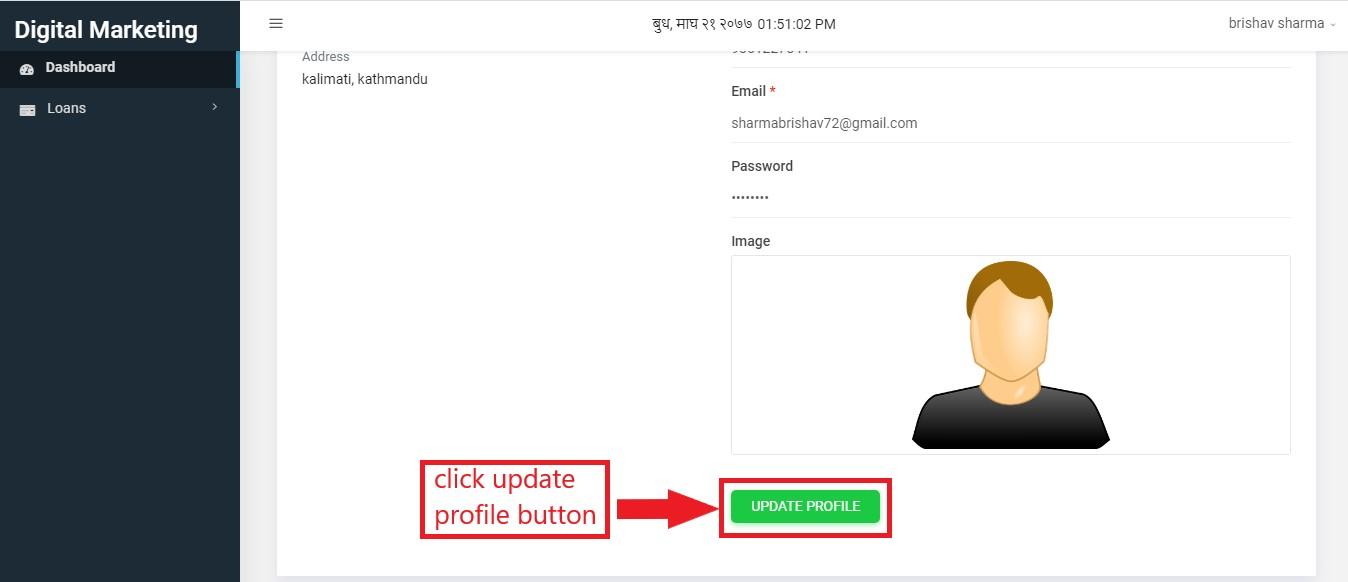 Digital Marketing
बुध, माघ २१ २०७७ 01:51:02 PM
brishav sharma
Dashboard
Loans
Address
kalimati, kathmandu
Email *
sharmabrishav72@gmail.com
Password
••••••••
Image
click update
profile button
UPDATE PROFILE